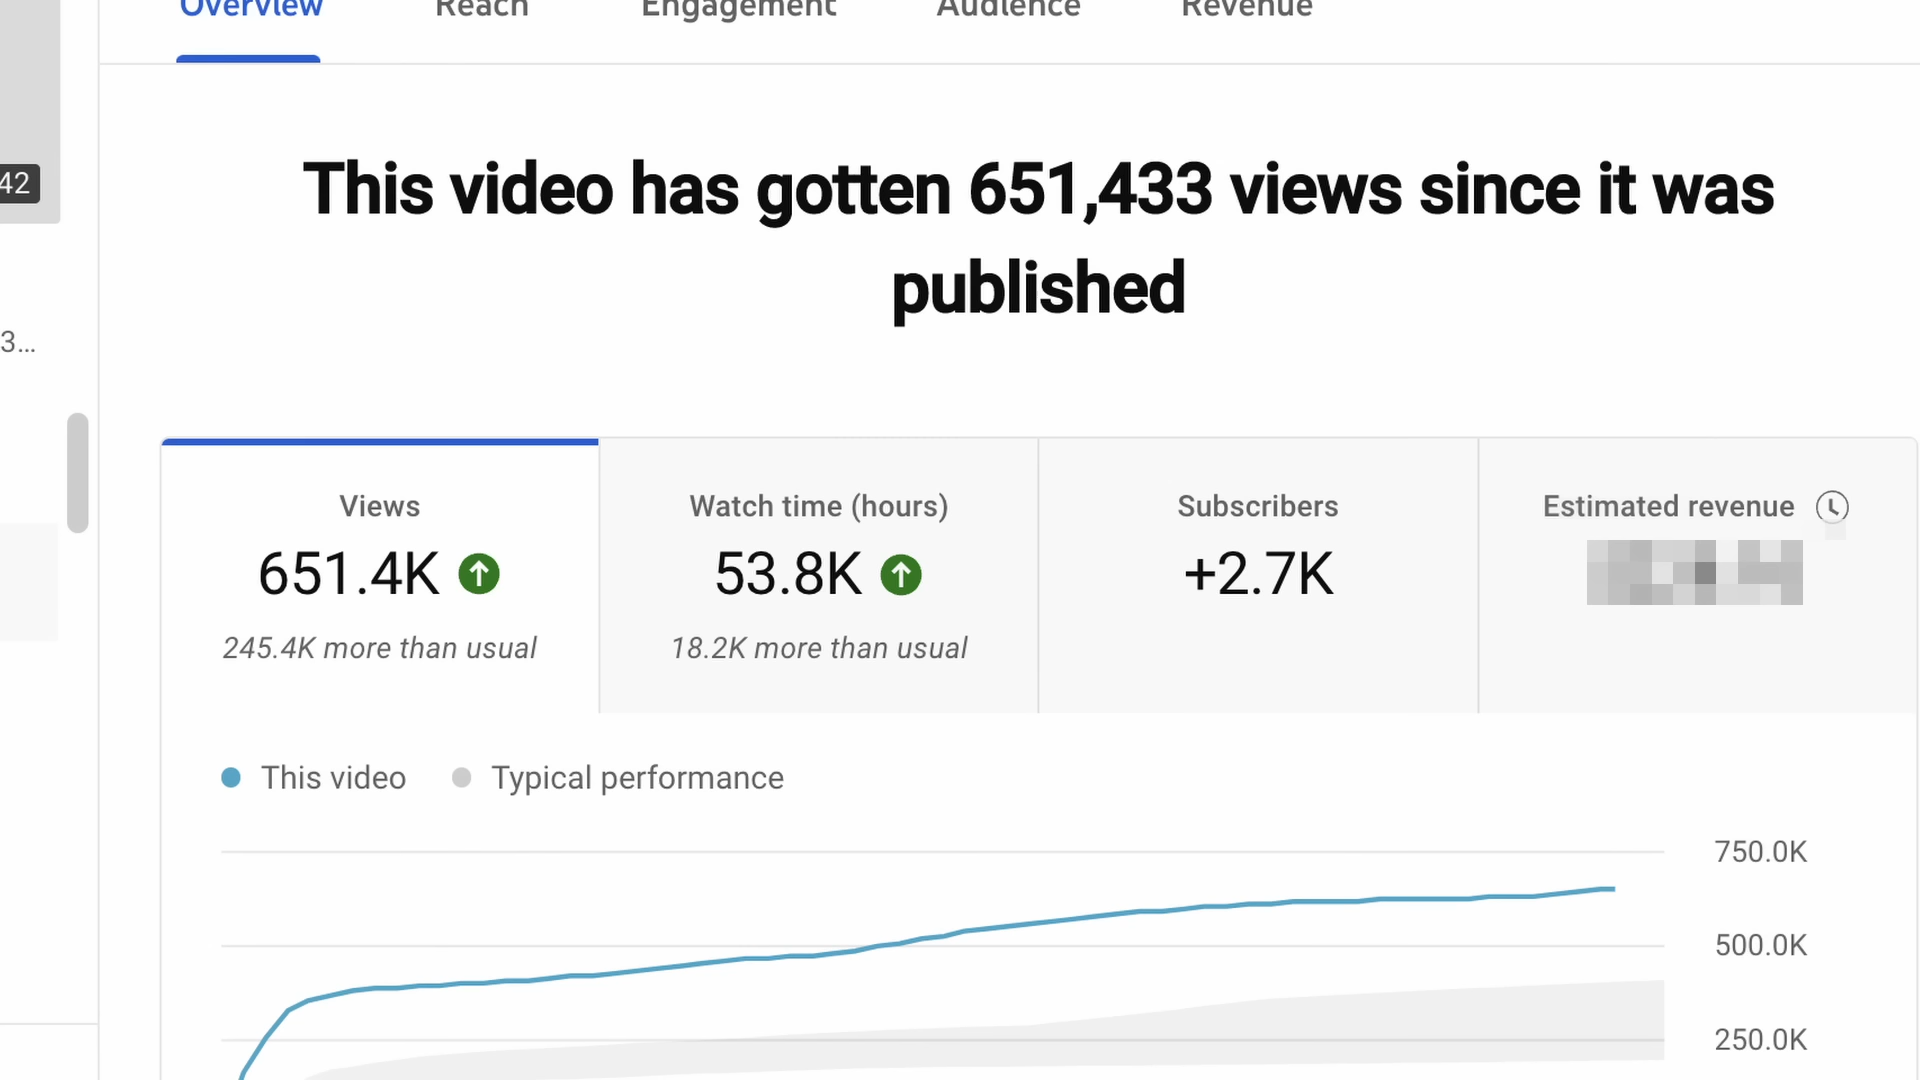 Overview Reach Engagement Audience Revenue
42
This video has gotten 651,433 views since it was
published
3...
Views Watch time (hours) Subscribers Estimated revenue
651.4K 53.8K +2.7K
245.4K more than usual 18.2K more than usual
This video Typical performance
750.0K
500.0K
250.0K